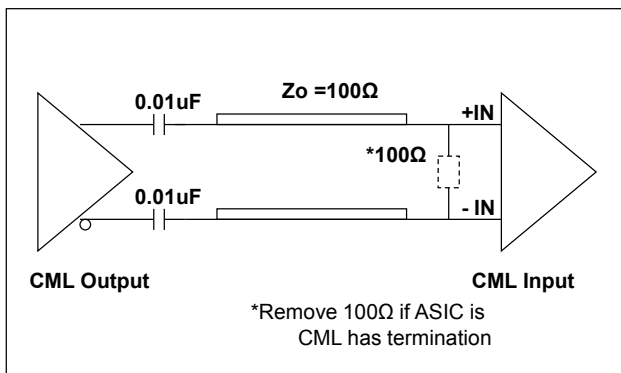 0.01uF
Zo =100Ω
+IN
*100Ω
0.01uF
- IN
CML Output
CML Input
*Remove 100Ω if ASIC is
CML has termination